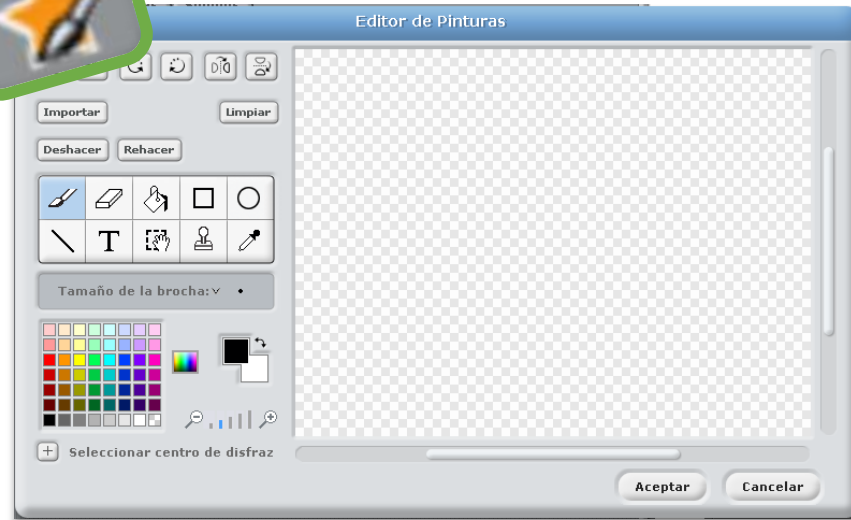 Editor de Pinturas
Importar
Limpiar
Deshacer
Rehacer
T
Tamaño de la brocha:
Seleccionar centro de disfraz
Aceptar
Cancelar